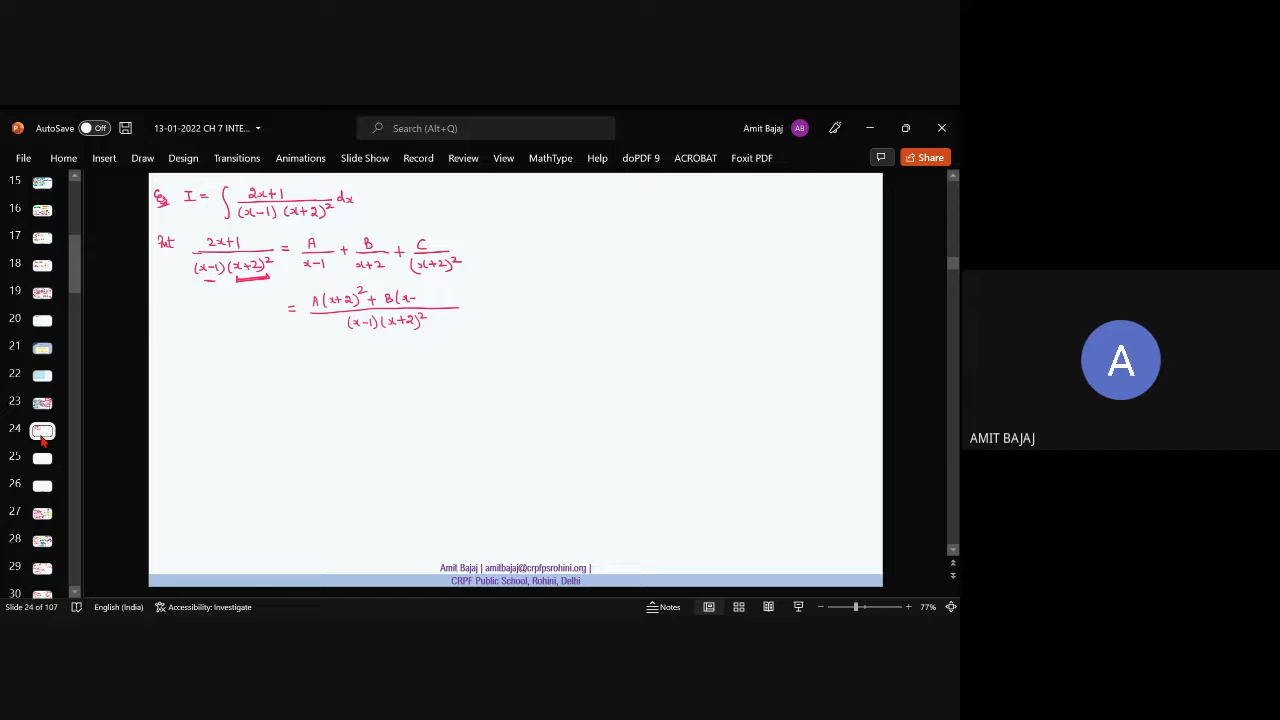 AutoSave Off 13-01-2022 CH 7 INTE... Search (Alt+Q) Amit Bajaj AB
File Home Insert Draw Design Transitions Animations Slide Show Record Review View MathType Help doPDF 9 ACROBAT Foxit PDF Share
15
16
17
18
19
20
21
22
23
24
25
26
27
28
29
30
I = ∫ 2x+1 / (x-1) (x+2)² dx
Put 2x+1 / (x-1)(x+2)² = A / x-1 + B / x+2 + C / (x+2)²
= A(x+2)² + B(x- / (x-1)(x+2)²
Amit Bajaj | amitbajaj@crpfpsrohini.org |
CRPF Public School, Rohini, Delhi
A
AMIT BAJAJ
Slide 24 of 107 English (India) Accessibility: Investigate Notes 77%